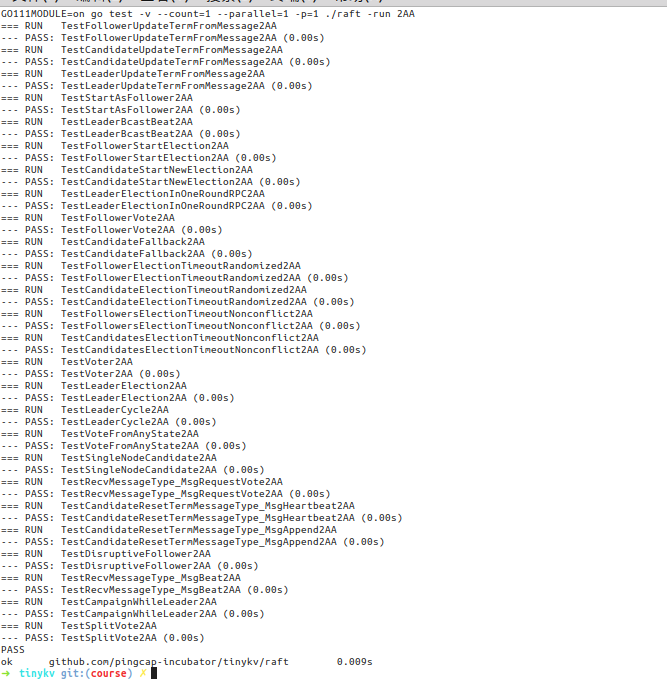 GO111MODULE=on go test -v --count=1 --parallel=1 -p=1 ./raft -run 2AA
=== RUN   TestFollowerUpdateTermFromMessage2AA
--- PASS: TestFollowerUpdateTermFromMessage2AA (0.00s)
=== RUN   TestCandidateUpdateTermFromMessage2AA
--- PASS: TestCandidateUpdateTermFromMessage2AA (0.00s)
=== RUN   TestLeaderUpdateTermFromMessage2AA
--- PASS: TestLeaderUpdateTermFromMessage2AA (0.00s)
=== RUN   TestStartAsFollower2AA
--- PASS: TestStartAsFollower2AA (0.00s)
=== RUN   TestLeaderBcastBeat2AA
--- PASS: TestLeaderBcastBeat2AA (0.00s)
=== RUN   TestFollowerStartElection2AA
--- PASS: TestFollowerStartElection2AA (0.00s)
=== RUN   TestCandidateStartNewElection2AA
--- PASS: TestCandidateStartNewElection2AA (0.00s)
=== RUN   TestLeaderElectionInOneRoundRPC2AA
--- PASS: TestLeaderElectionInOneRoundRPC2AA (0.00s)
=== RUN   TestFollowerVote2AA
--- PASS: TestFollowerVote2AA (0.00s)
=== RUN   TestCandidateFallback2AA
--- PASS: TestCandidateFallback2AA (0.00s)
=== RUN   TestFollowerElectionTimeoutRandomized2AA
--- PASS: TestFollowerElectionTimeoutRandomized2AA (0.00s)
=== RUN   TestCandidateElectionTimeoutRandomized2AA
--- PASS: TestCandidateElectionTimeoutRandomized2AA (0.00s)
=== RUN   TestFollowersElectionTimeoutNonconflict2AA
--- PASS: TestFollowersElectionTimeoutNonconflict2AA (0.00s)
=== RUN   TestCandidatesElectionTimeoutNonconflict2AA
--- PASS: TestCandidatesElectionTimeoutNonconflict2AA (0.00s)
=== RUN   TestVoter2AA
--- PASS: TestVoter2AA (0.00s)
=== RUN   TestLeaderElection2AA
--- PASS: TestLeaderElection2AA (0.00s)
=== RUN   TestLeaderCycle2AA
--- PASS: TestLeaderCycle2AA (0.00s)
=== RUN   TestVoteFromAnyState2AA
--- PASS: TestVoteFromAnyState2AA (0.00s)
=== RUN   TestSingleNodeCandidate2AA
--- PASS: TestSingleNodeCandidate2AA (0.00s)
=== RUN   TestRecvMessageType_MsgRequestVote2AA
--- PASS: TestRecvMessageType_MsgRequestVote2AA (0.00s)
=== RUN   TestCandidateResetTermMessageType_MsgHeartbeat2AA
--- PASS: TestCandidateResetTermMessageType_MsgHeartbeat2AA (0.00s)
=== RUN   TestCandidateResetTermMessageType_MsgAppend2AA
--- PASS: TestCandidateResetTermMessageType_MsgAppend2AA (0.00s)
=== RUN   TestDisruptiveFollower2AA
--- PASS: TestDisruptiveFollower2AA (0.00s)
=== RUN   TestRecvMessageType_MsgBeat2AA
--- PASS: TestRecvMessageType_MsgBeat2AA (0.00s)
=== RUN   TestCampaignWhileLeader2AA
--- PASS: TestCampaignWhileLeader2AA (0.00s)
=== RUN   TestSplitVote2AA
--- PASS: TestSplitVote2AA (0.00s)
PASS
ok      github.com/pingcap-incubator/tinykv/raft        0.009s
➜  tinykv git:(course) ✗